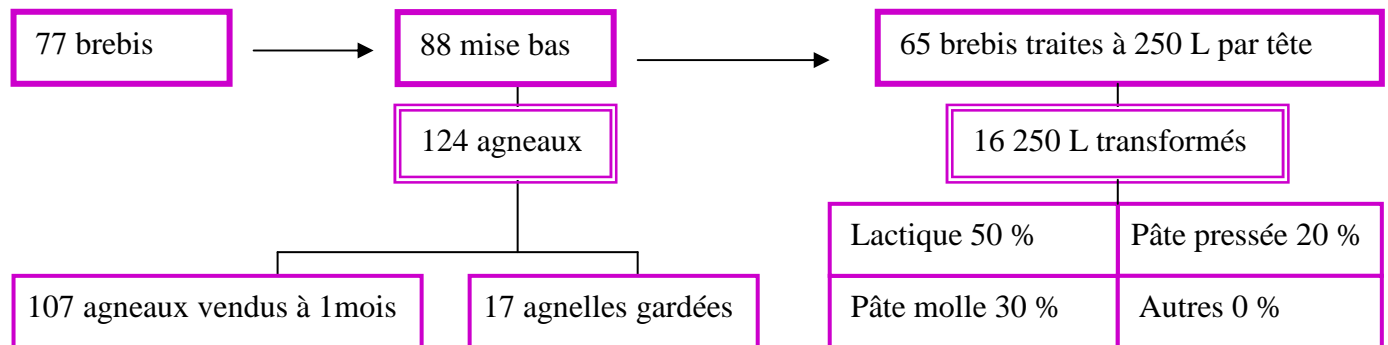 77 brebis
88 mise bas
65 brebis traites à 250 L par tête
124 agneaux
16 250 L transformés
Lactique 50 %
Pâte pressée 20 %
107 agneaux vendus à 1mois
17 agnelles gardées
Pâte molle 30 %
Autres 0 %